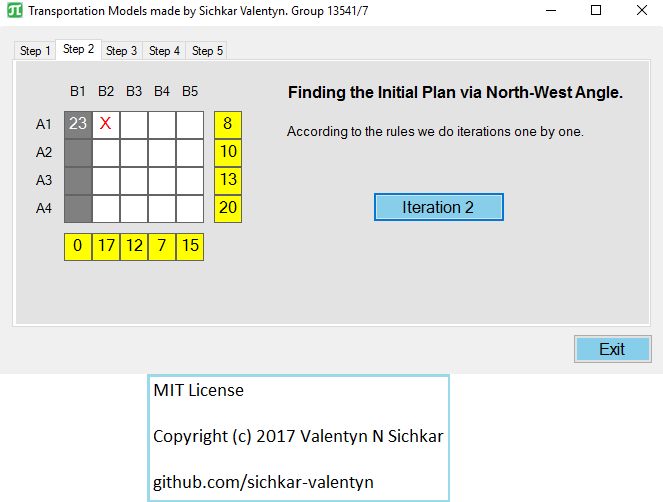 Transportation Models made by Sichkar Valentyn. Group 13541/7
Step 1 Step 2 Step 3 Step 4 Step 5
B1 B2 B3 B4 B5
Finding the Initial Plan via North-West Angle.
A1 23 X 8
According to the rules we do iterations one by one.
A2 10
A3 13
A4 20
Iteration 2
0 17 12 7 15
Exit
MIT License
Copyright (c) 2017 Valentyn N Sichkar
github.com/sichkar-valentyn